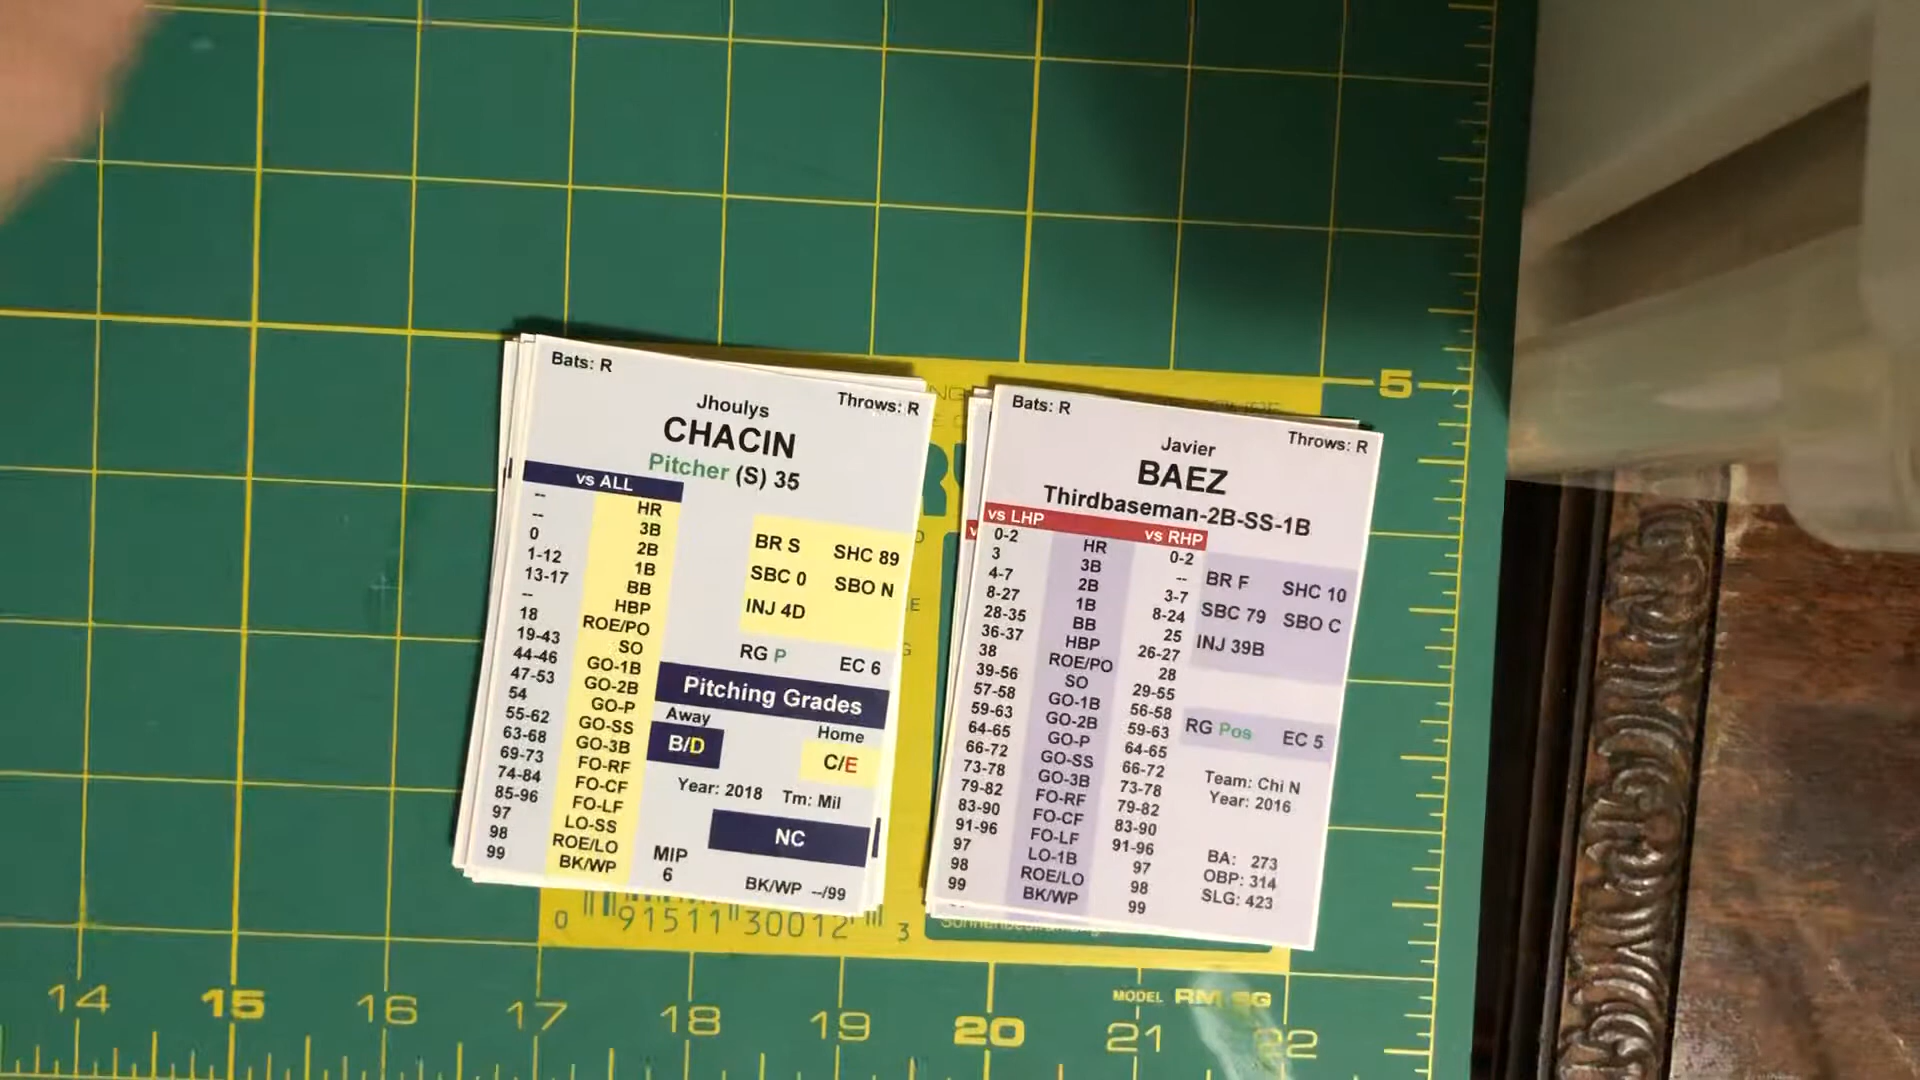 Bats: R
Throws: R
Jhoulys
CHACIN
Pitcher (S) 35
vs ALL
-- HR
-- 3B
0 2B
1-12 1B
13-17 BB
-- HBP
18 ROE/PO
19-43 SO
44-46 GO-1B
47-53 GO-2B
54 GO-P
55-62 GO-SS
63-68 GO-3B
69-73 FO-RF
74-84 FO-CF
85-96 FO-LF
97 LO-SS
98 ROE/LO
99 BK/WP
BR S SHC 89
SBC 0 SBO N
INJ 4D
RG P EC 6
Pitching Grades
Away Home
B/D C/E
Year: 2018 Tm: Mil
NC
MIP
6
BK/WP --/99
Bats: R
Throws: R
Javier
BAEZ
Thirdbaseman-2B-SS-1B
vs LHP vs RHP
0-2 HR 0-2
3 3B --
4-7 2B 3-7
8-27 1B 8-24
28-35 BB 25
36-37 HBP 26-27
38 ROE/PO 28
39-56 SO 29-55
57-58 GO-1B 56-58
59-63 GO-2B 59-63
64-65 GO-P 64-65
66-72 GO-SS 66-72
73-78 GO-3B 73-78
79-82 FO-RF 79-82
83-90 FO-CF 83-90
91-96 FO-LF 91-96
97 LO-1B 97
98 ROE/LO 98
99 BK/WP 99
BR F SHC 10
SBC 79 SBO C
INJ 39B
RG Pos EC 5
Team: Chi N
Year: 2016
BA: 273
OBP: 314
SLG: 423
5
0 91511 30012 3
MODEL RM
14 15 16 17 18 19 20 21 22